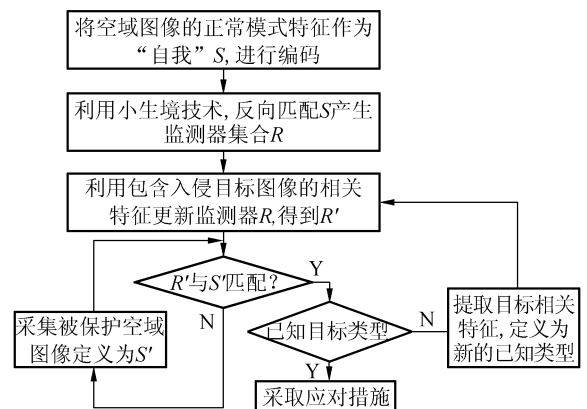 将空域图像的正常模式特征作为
“自我”S,进行编码
利用小生境技术,反向匹配S产生
监测器集合R
利用包含入侵目标图像的相关
特征更新监测器R,得到R′
R′与S′匹配?
Y
N
采集被保护空域
图像定义为S′
已知目标类型
N
Y
提取目标相关
特征,定义为
新的已知类型
采取应对措施